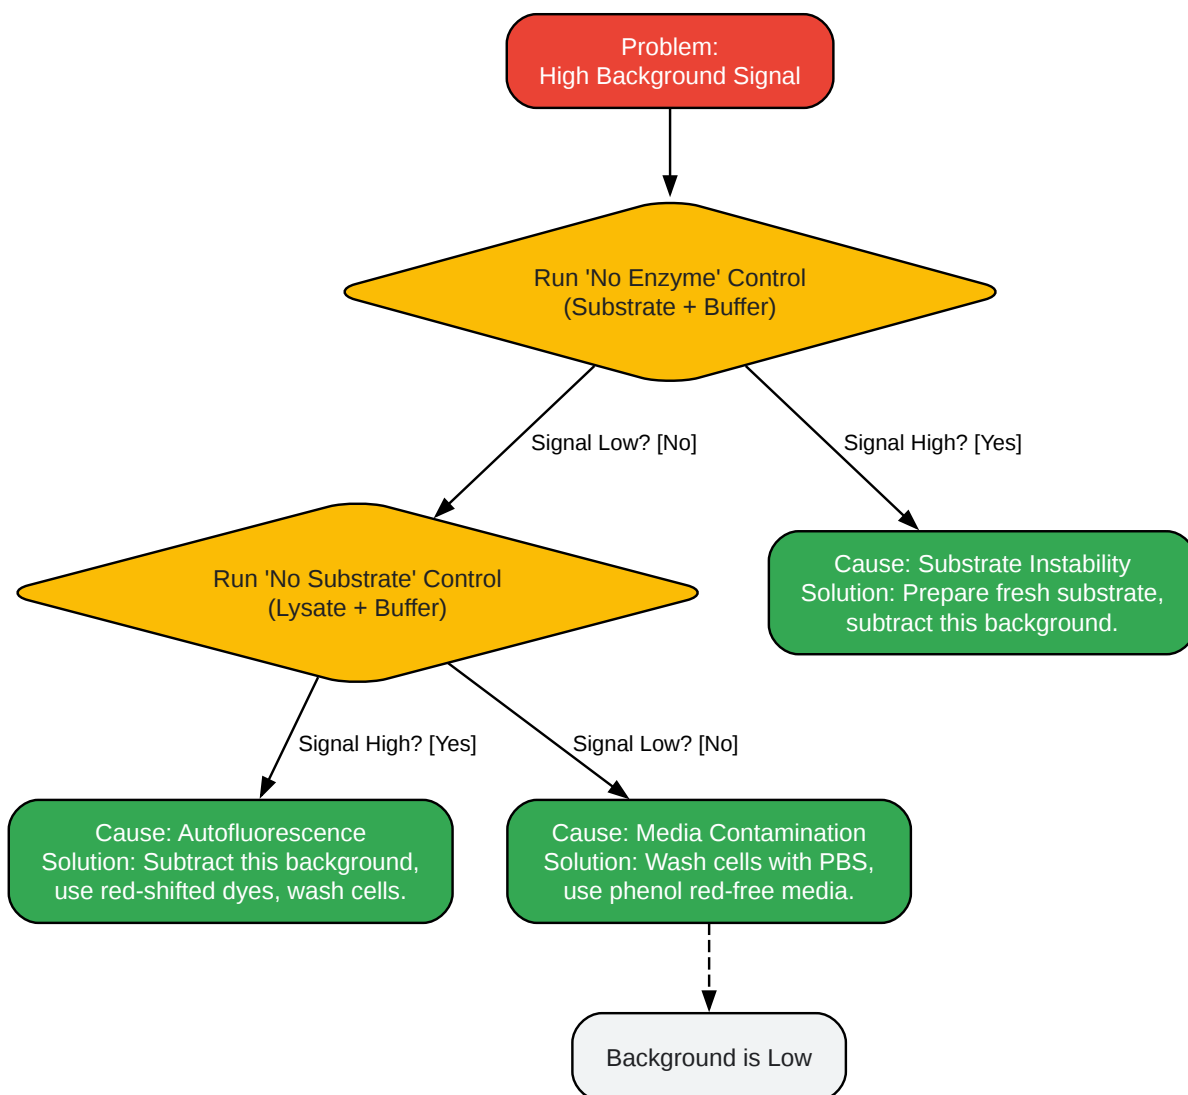 Problem:
High Background Signal
Run 'No Enzyme' Control
(Substrate + Buffer)
Signal Low? [No]
Signal High? [Yes]
Run 'No Substrate' Control
(Lysate + Buffer)
Cause: Substrate Instability
Solution: Prepare fresh substrate,
subtract this background.
Signal High? [Yes]
Signal Low? [No]
Cause: Autofluorescence
Solution: Subtract this background,
use red-shifted dyes, wash cells.
Cause: Media Contamination
Solution: Wash cells with PBS,
use phenol red-free media.
Background is Low